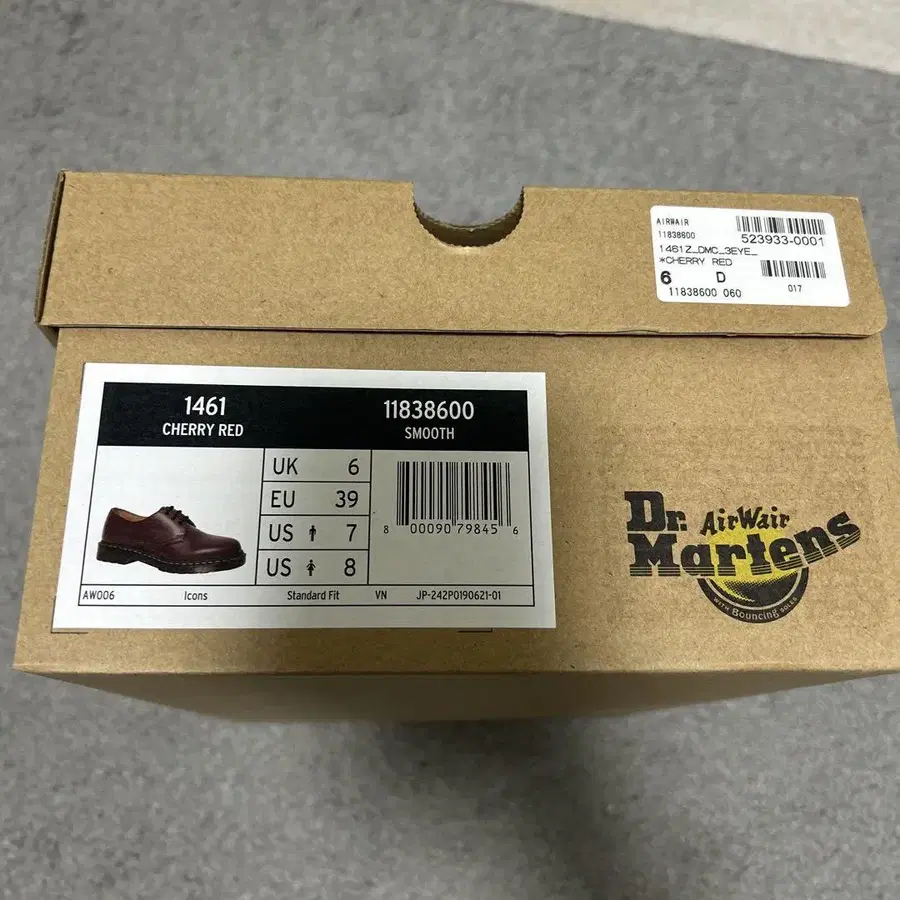 AIRWAIR
11838600
523933-0001
1461Z_DMC_3EYE_
*CHERRY RED
6 D
017
11838600 060
1461
CHERRY RED
11838600
SMOOTH
UK 6
EU 39
US 7
US 8
8 00090 79845 6
AW006 Icons Standard Fit VN JP-242P0190621-01
Dr. Martens
AirWair
WITH Bouncing SOLES